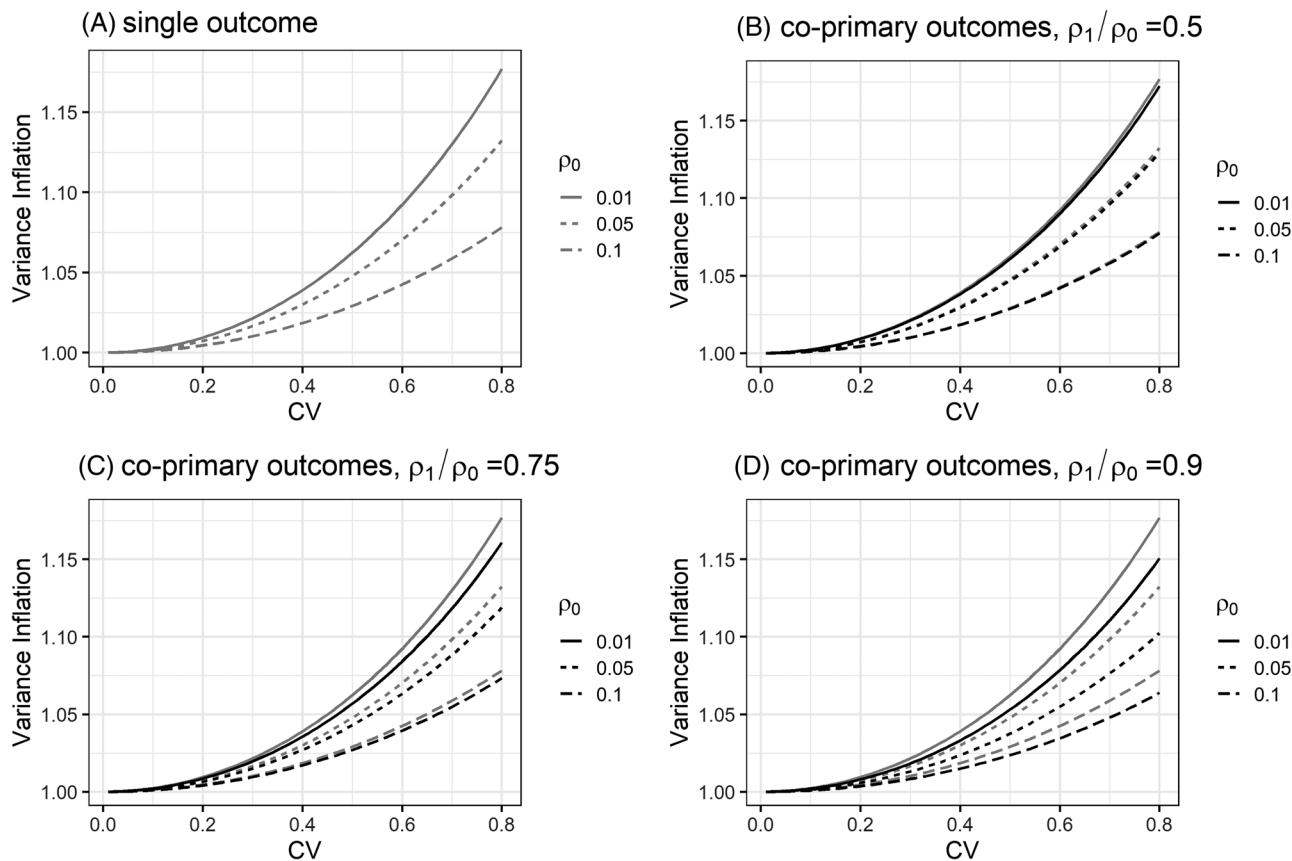 (A) single outcome
Variance Inflation
1.15
1.10
1.05
1.00
0.0 0.2 0.4 0.6 0.8
CV
ρ0
0.01
0.05
0.1
(B) co-primary outcomes, ρ1/ρ0 =0.5
Variance Inflation
1.15
1.10
1.05
1.00
0.0 0.2 0.4 0.6 0.8
CV
ρ0
0.01
0.05
0.1
(C) co-primary outcomes, ρ1/ρ0 =0.75
Variance Inflation
1.15
1.10
1.05
1.00
0.0 0.2 0.4 0.6 0.8
CV
ρ0
0.01
0.05
0.1
(D) co-primary outcomes, ρ1/ρ0 =0.9
Variance Inflation
1.15
1.10
1.05
1.00
0.0 0.2 0.4 0.6 0.8
CV
ρ0
0.01
0.05
0.1